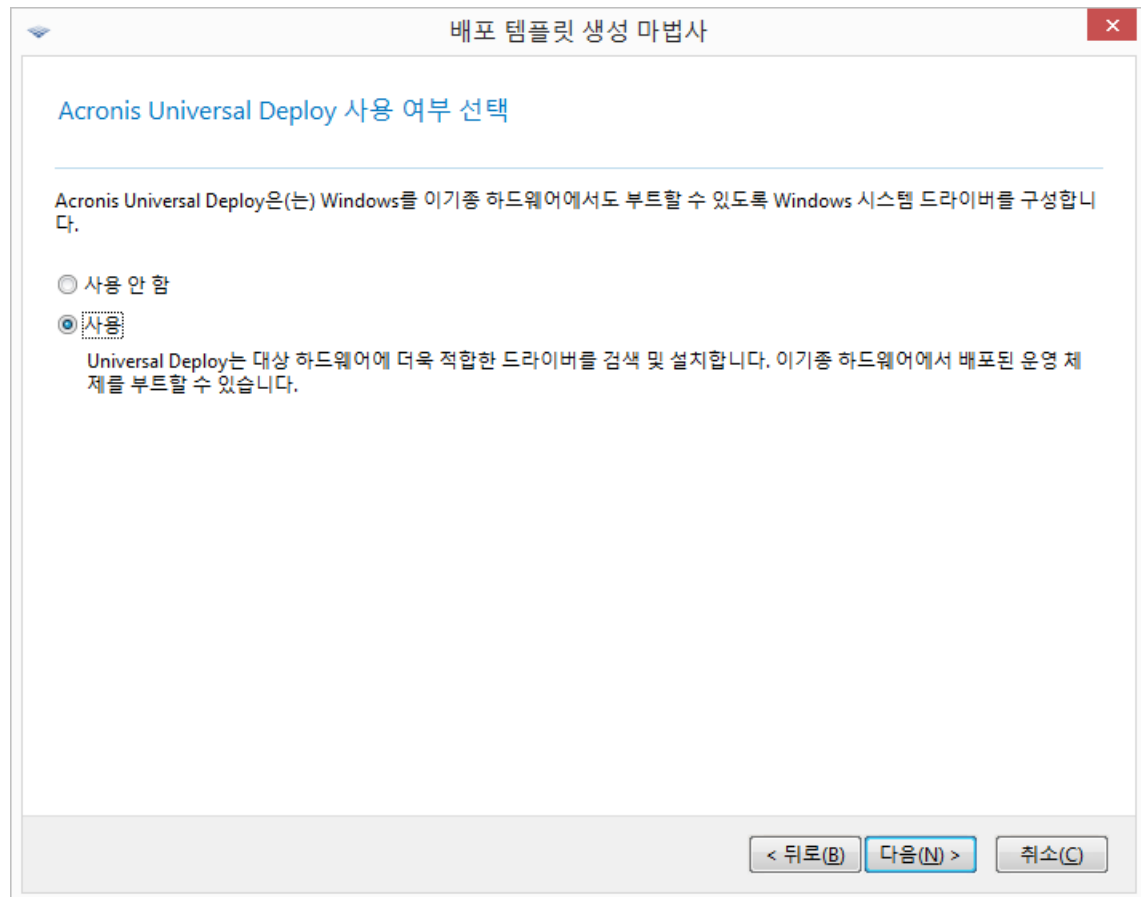 배포 템플릿 생성 마법사
Acronis Universal Deploy 사용 여부 선택
Acronis Universal Deploy은(는) Windows를 이기종 하드웨어에서도 부트할 수 있도록 Windows 시스템 드라이버를 구성합니
다.
사용 안 함
사용
Universal Deploy는 대상 하드웨어에 더욱 적합한 드라이버를 검색 및 설치합니다. 이기종 하드웨어에서 배포된 운영 체
제를 부트할 수 있습니다.
< 뒤로(B) 다음(N) > 취소(C)